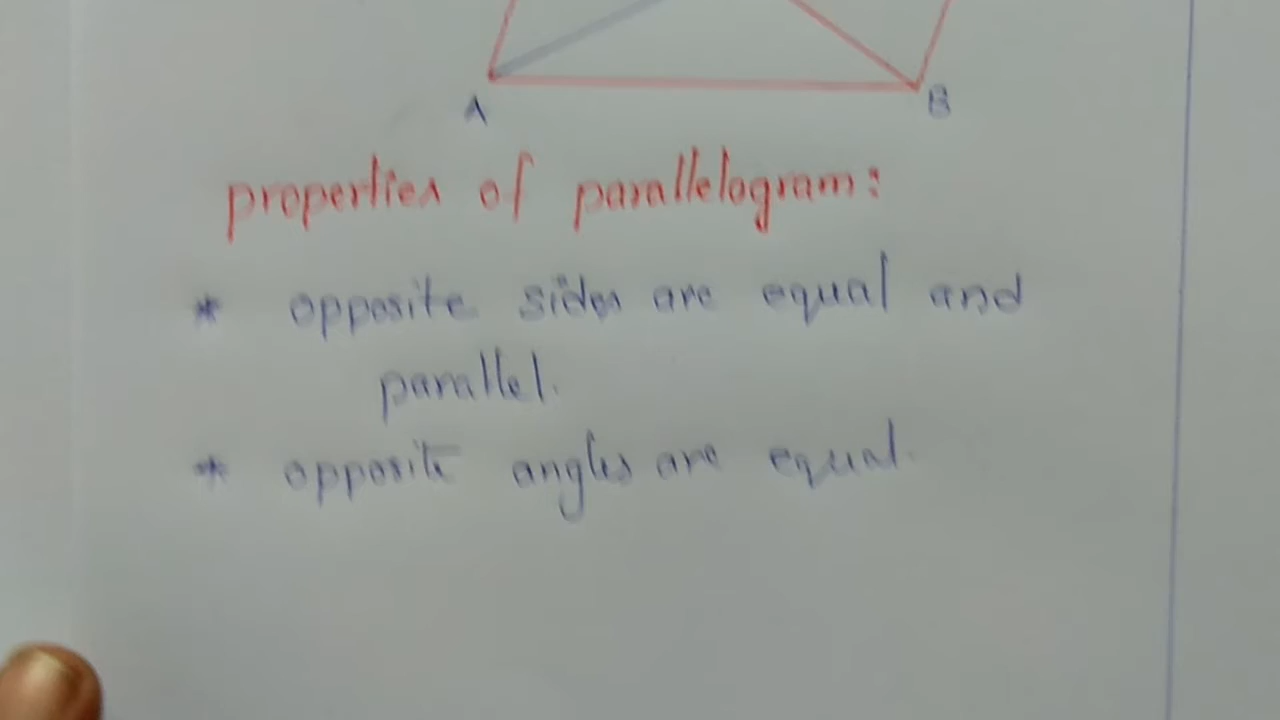 A
B
properties of parallelogram:
* opposite sides are equal and
parallel.
* opposite angles are equal.